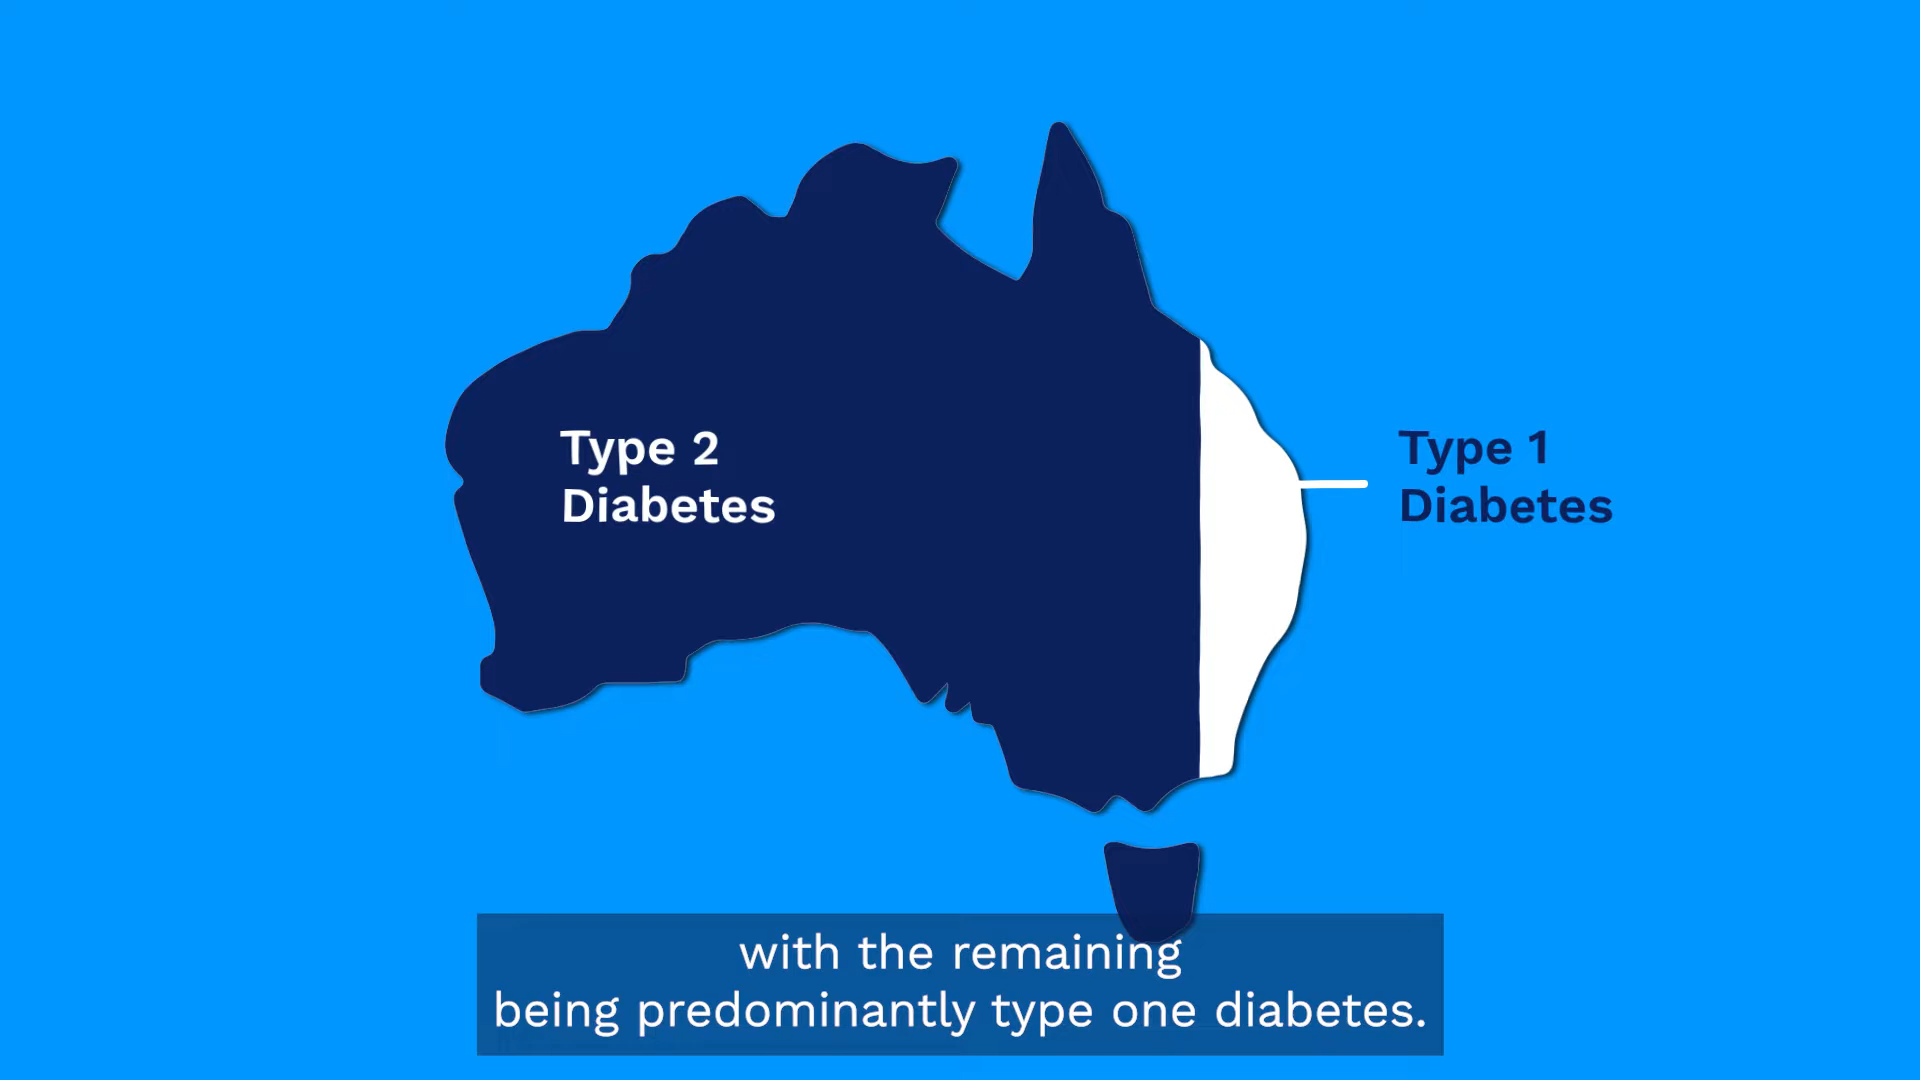 Type 2
Diabetes
Type 1
Diabetes
with the remaining
being predominantly type one diabetes.